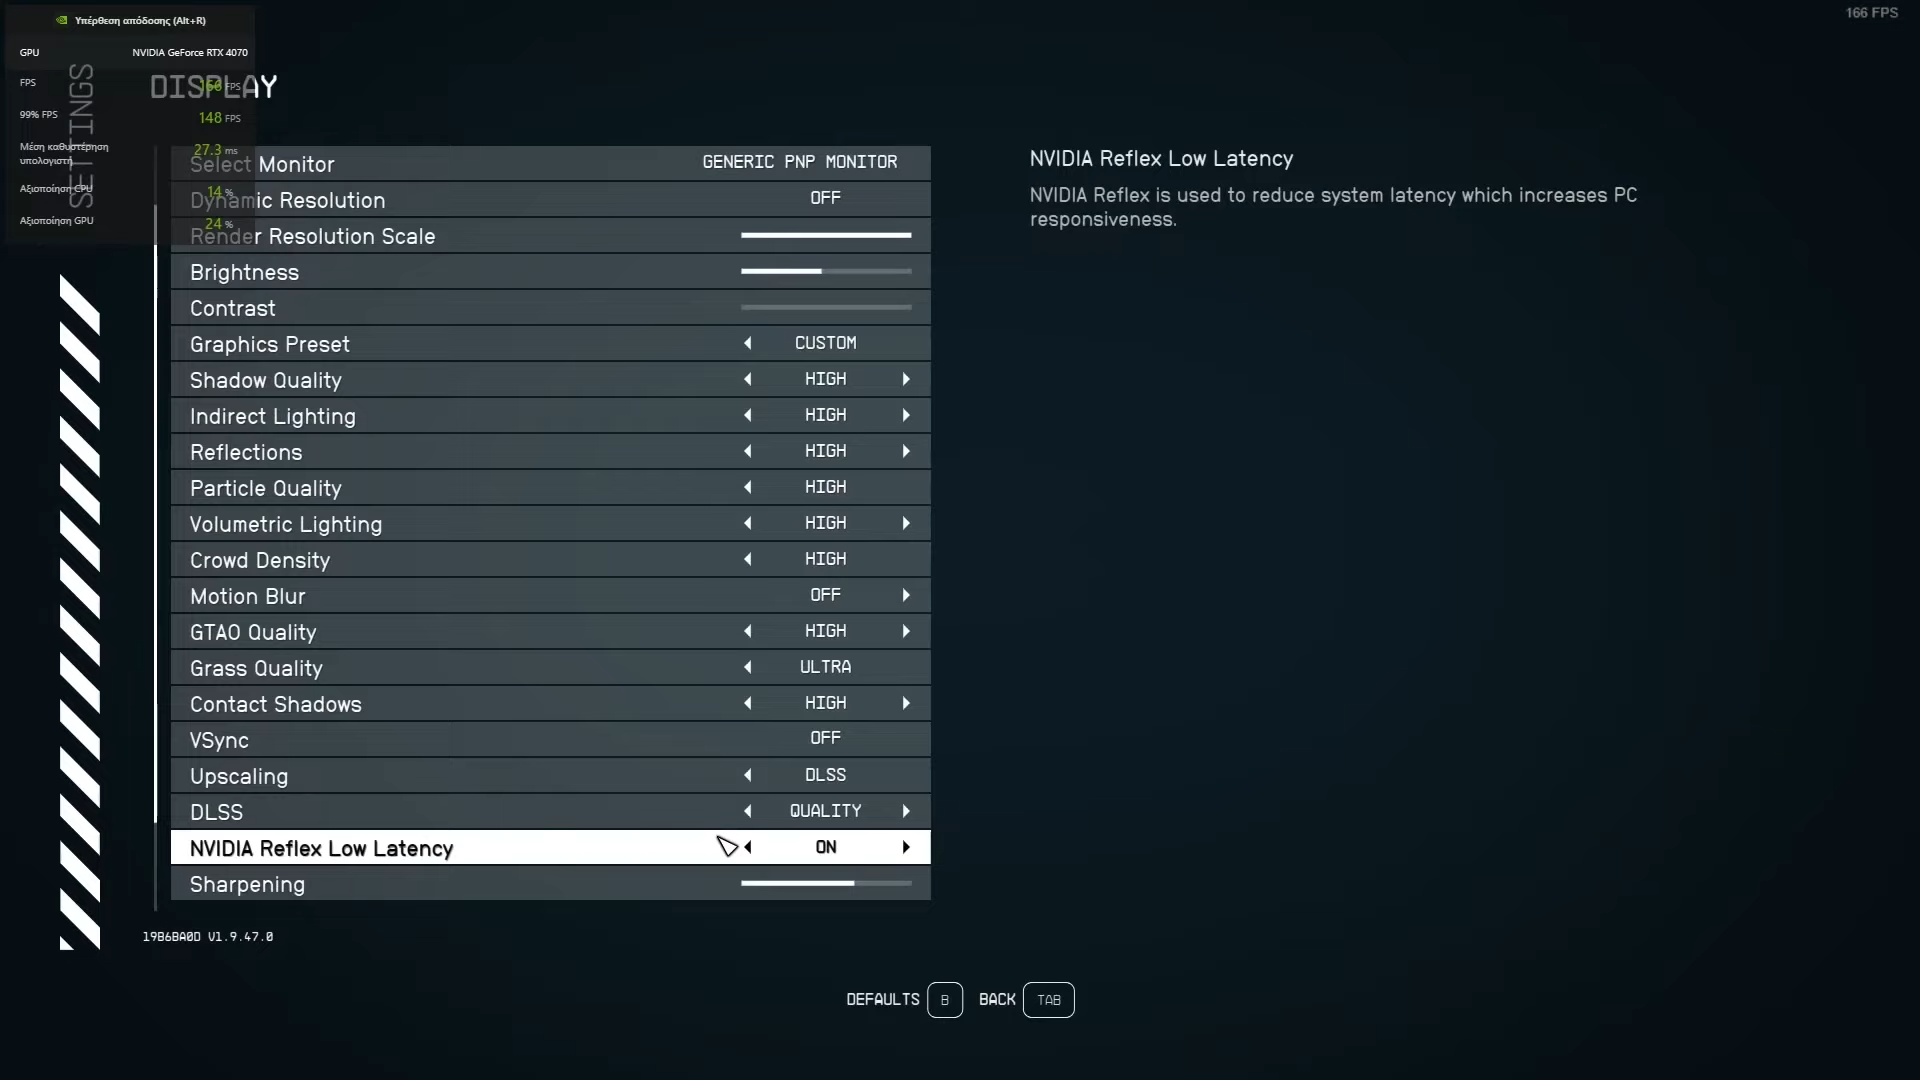 Υπέρθεση απόδοσης (Alt+R)
166 FPS
GPU NVIDIA GeForce RTX 4070
FPS 166 FPS
99% FPS 148 FPS
Μέση καθυστέρηση υπολογιστή 27.3 ms
Αξιοποίηση CPU 14 %
Αξιοποίηση GPU 24 %
SETTINGS
DISPLAY
Select Monitor GENERIC PNP MONITOR
Dynamic Resolution OFF
Render Resolution Scale
Brightness
Contrast
Graphics Preset CUSTOM
Shadow Quality HIGH
Indirect Lighting HIGH
Reflections HIGH
Particle Quality HIGH
Volumetric Lighting HIGH
Crowd Density HIGH
Motion Blur OFF
GTAO Quality HIGH
Grass Quality ULTRA
Contact Shadows HIGH
VSync OFF
Upscaling DLSS
DLSS QUALITY
NVIDIA Reflex Low Latency ON
Sharpening
NVIDIA Reflex Low Latency
NVIDIA Reflex is used to reduce system latency which increases PC
responsiveness.
19B6BA0D V1.9.47.0
DEFAULTS B BACK TAB